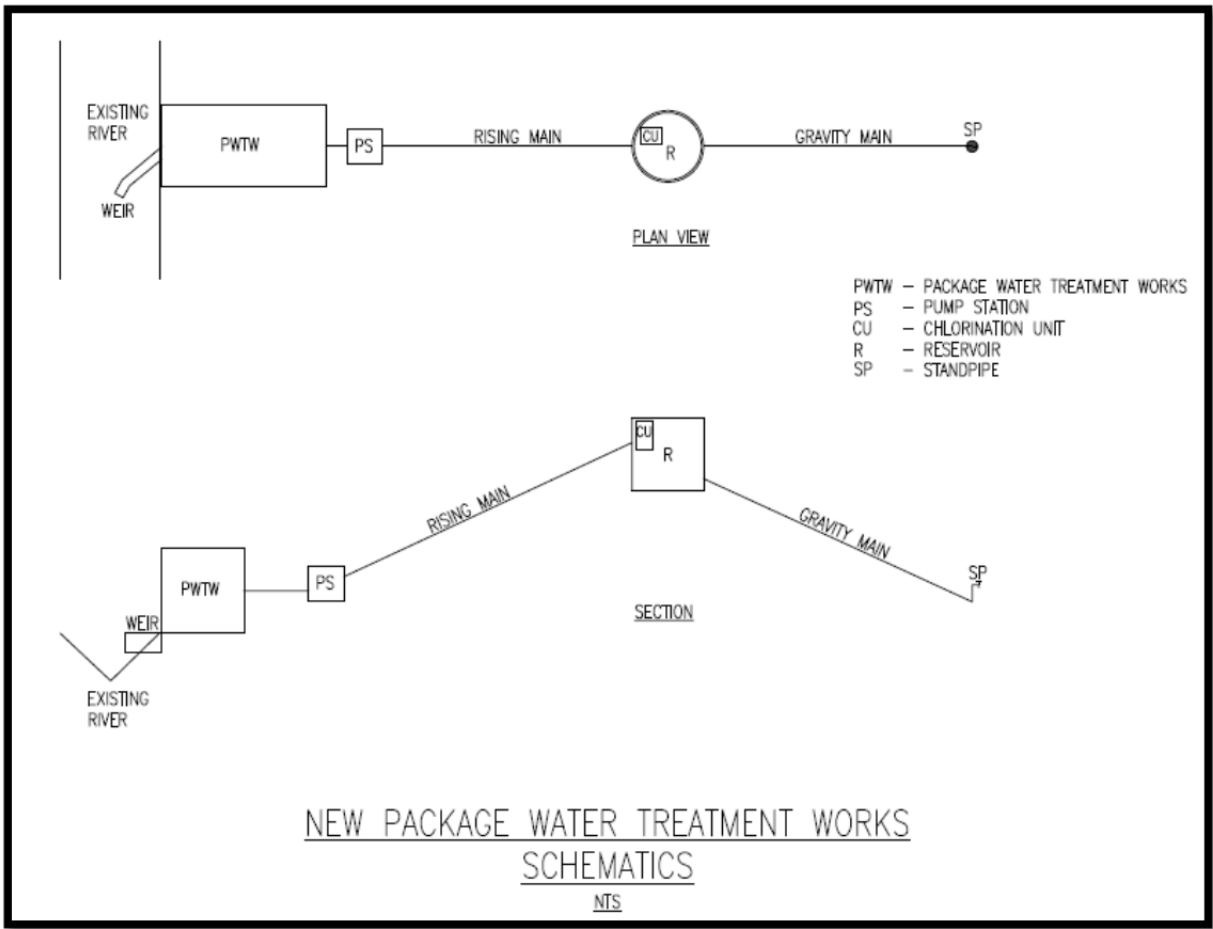 EXISTING
RIVER
PWTW
PS
RISING MAIN
CU
R
GRAVITY MAIN
SP
WEIR
PLAN VIEW
PWTW – PACKAGE WATER TREATMENT WORKS
PS – PUMP STATION
CU – CHLORINATION UNIT
R – RESERVOIR
SP – STANDPIPE
CU
R
RISING MAIN
GRAVITY MAIN
PWTW
PS
SP
WEIR
SECTION
EXISTING
RIVER
NEW PACKAGE WATER TREATMENT WORKS
SCHEMATICS
NTS